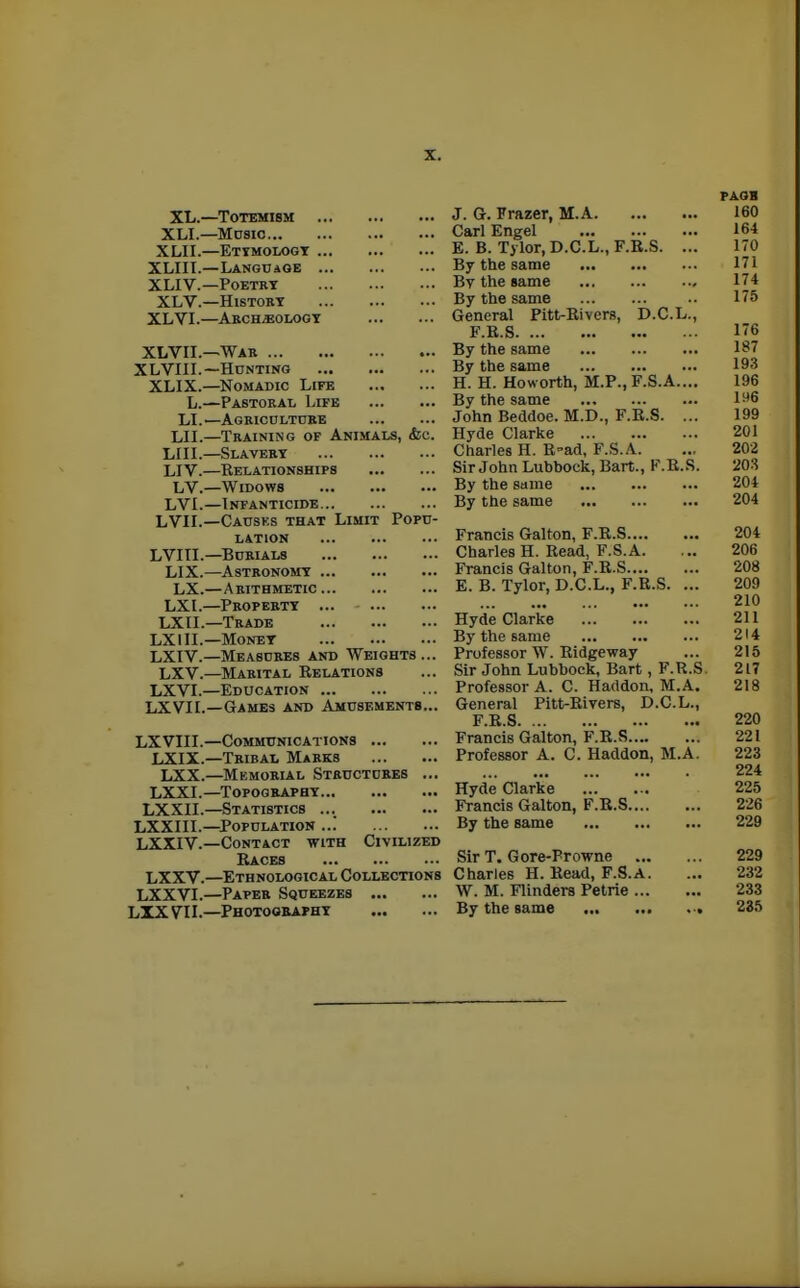 X.
PAGE
XL.—TOTEMISM ... ... ... J. G. Frazer, M.A. ... ... 160
XLI.—MUSIC... ... ... ... Carl Engel ... ... ... 164
XLII.—ETYMOLOGY ... ... ... E. B. Tylor, D.C.L., F.R.S. ... 170
XLIII.—LANGUAGE ... ... ... By the same ... ... ... 171
XLIV.—POETRY ... ... ... By the same ... ... ... 174
XLV.—HISTORY ... ... ... By the same ... ... .. 175
XLVI.—ARCHÆOLOGY ... ... General Pitt-Rivers, D.C.L.,
F.R.S. ... ... ... ... ... 176
XLVII.—WAR ... ... ... ... By the same ... ... ... 187
XLVIII.—HUNTING ... ... ... By the same ... ... ... 193
XLIX.—NOMADIC LIFE ... ... H. H. Howorth, M.P., F.S.A.... 196
L.—PASTORAL LIFE ... ... By the same ... ... ... 196
LI.—AGRICULTURE ... ... John Beddoe. M.D., F.R.S. ... 199
LII.—TRAINING OF ANIMALS, &c. Hyde Clarke ... ... ... 201
LIII.—SLAVERY ... ... ... Charles H. Read, F.S.A. ... 202
LIV.—RELATIONSHIPS ... ... Sir John Lubbock, Bart., F.R.S. 203
LV.—WIDOWS ... ... ... By the same ... ... ... 204
LVI.—INFANTICIDE... ... ... By the same ... ... ... 204
LVII.—CAUSES THAT LIMIT POPU-
LATION ... ... ... Francis Galton, F.R.S.... ... 204
LVIII.—BURIALS ... ... ... Charles H. Read, F.S.A. ... 206
LIX.—ASTRONOMY ... ... ... Francis Galton, F.R.S.... ... 208
LX.—ARITHMETIC ... ... ... E. B. Tylor, D.C.L., F.R.S. ... 209
LXI.—PROPERTY ... ... ... ... ... ... ... ... 210
LXII.—TRADE ... ... ... Hyde Clarke ... ... ... 211
LXIII.—MONEY ... ... ... By the same ... ... ... 214
LXIV.—MEASURES AND WEIGHTS ... Professor W. Ridgeway ... 215
LXV.—MARITAL RELATIONS ... Sir John Lubbock, Bart, F.R.S. 217
LXVI.—EDUCATION ... ... ... Professor A. C. Haddon, M.A. 218
LXVII.—GAMES AND AMUSEMENTS... General Pitt-Rivers, D.C.L.,
F.R.S. ... ... ... ... ... 220
LXVIII.—COMMUNICATIONS ... ... Francis Galton, F.R.S.... ... 221
LXIX.—TRIBAL MARKS ... ... Professor A. C. Haddon, M.A. 223
LXX.—MEMORIAL STRUCTURES ... ... ... ... ... . 224
LXXI.—TOPOGRAPHY... ... ... Hyde Clarke ... ... 225
LXXII.—STATISTICS ... ... ... Francis Galton, F.R.S.... ... 226
LXXIII.—POPULATION ... ... ... By the same ... ... ... 229
LXXIV.—CONTACT WITH CIVILIZED
RACES ... ... ... Sir T. Gore-Browne ... ... 229
LXXV.—ETHNOLOGICAL COLLECTIONS Charles H. Read, F.S.A. ... 232
LXXVI.—PAPER SQUEEZES ... ... W. M. Flinders Petrie ... ... 233
LXXVII.—PHOTOGRAPHY ... ... By the same ... ... ... 235